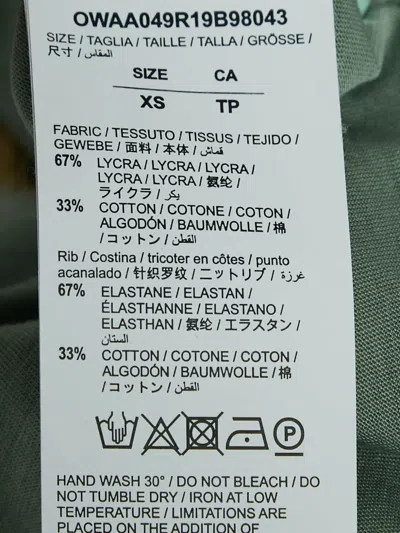 OWAA049R19B98043
SIZE / TAGLIA / TAILLE / TALLA / GRÖSSE /
尺寸 / المقاس /
SIZE CA
XS TP
FABRIC / TESSUTO / TISSUS / TEJIDO /
GEWEBE / 面料 / 本体 / قماش /
67% LYCRA / LYCRA / LYCRA /
LYCRA / LYCRA / 氨纶 /
ライクラ / يكر
33% COTTON / COTONE / COTON /
ALGODÓN / BAUMWOLLE / 棉
/ コットン / القطن /
Rib / Costina / tricoter en côtes / punto
acanalado / 针织罗纹 / ニットリブ / غرزة /
67% ELASTANE / ELASTAN /
ÉLASTHANNE / ELASTANO /
ELASTHAN / 氨纶 / エラスタン /
الستان
33% COTTON / COTONE / COTON /
ALGODÓN / BAUMWOLLE / 棉
/ コットン / القطن /
P
HAND WASH 30° / DO NOT BLEACH / DO
NOT TUMBLE DRY / IRON AT LOW
TEMPERATURE / LIMITATIONS ARE
PLACED ON THE ADDITION OF